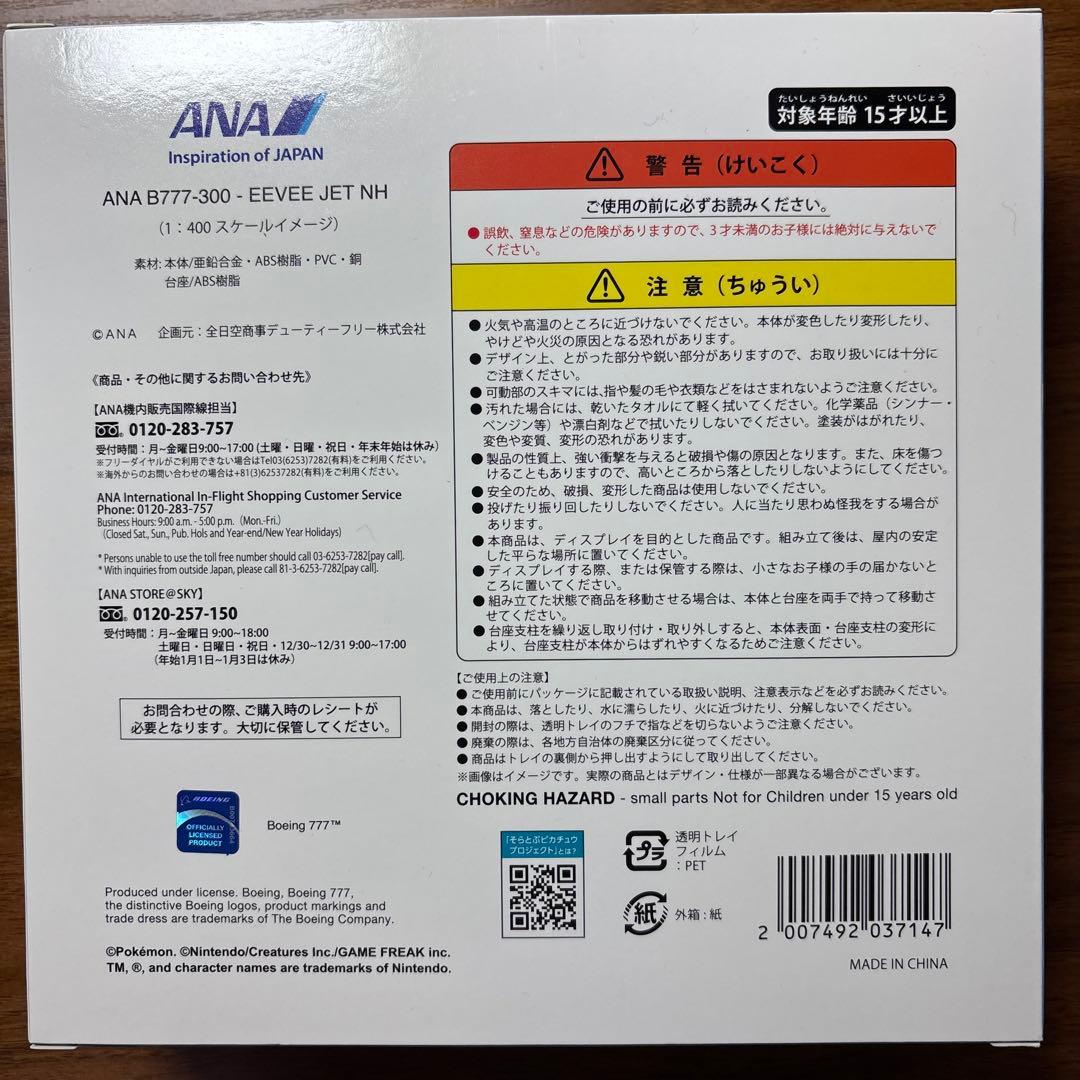 ANA
Inspiration of JAPAN
ANA B777-300 - EEVEE JET NH
（1：400 スケールイメージ）
素材: 本体/亜鉛合金・ABS樹脂・PVC・銅
台座/ABS樹脂
©ANA 企画元：全日空商事デューティーフリー株式会社
《商品・その他に関するお問い合わせ先》
【ANA機内販売国際線担当】
0120-283-757
受付時間：月~金曜日9:00~17:00 (土曜・日曜・祝日・年末年始は休み)
※フリーダイヤルがご利用できない場合はTel03(6253)7282(有料)をご利用ください。
※海外からのお問い合わせの場合は+81(3)62537282(有料)をご利用ください。
ANA International In-Flight Shopping Customer Service
Phone: 0120-283-757
Business Hours: 9:00 a.m. - 5:00 p.m. (Mon.-Fri.)
(Closed Sat., Sun., Pub. Hols and Year-end/New Year Holidays)
* Persons unable to use the toll free number should call 03-6253-7282[pay call].
* With inquiries from outside Japan, please call 81-3-6253-7282[pay call].
【ANA STORE@SKY】
0120-257-150
受付時間：月~金曜日 9:00~18:00
土曜日・日曜日・祝日・12/30~12/31 9:00~17:00
(年始1月1日~1月3日は休み)
お問合わせの際、ご購入時のレシートが
必要となります。大切に保管してください。
BOEING
OFFICIALLY
LICENSED
PRODUCT
Boeing 777™
Produced under license. Boeing, Boeing 777,
the distinctive Boeing logos, product markings and
trade dress are trademarks of The Boeing Company.
©Pokémon. ©Nintendo/Creatures Inc./GAME FREAK inc.
TM, ®, and character names are trademarks of Nintendo.
たいしょうねんれい さいいじょう
対象年齢 15才以上
警 告（けいこく）
ご使用の前に必ずお読みください。
●誤飲、窒息などの危険がありますので、3才未満のお子様には絶対に与えないで
ください。
注 意（ちゅうい）
●火気や高温のところに近づけないでください。本体が変色したり変形したり、
やけどや火災の原因となる恐れがあります。
●デザイン上、とがった部分や鋭い部分がありますので、お取り扱いには十分に
ご注意ください。
●可動部のスキマには、指や髪の毛や衣類などをはさまれないようご注意ください。
●汚れた場合には、乾いたタオルにて軽く拭いてください。化学薬品（シンナー・
ベンジン等）や漂白剤などで拭いたりしないでください。塗装がはがれたり、
変色や変質、変形の恐れがあります。
●製品の性質上、強い衝撃を与えると破損や傷の原因となります。また、床を傷つ
けることもありますので、高いところから落としたりしないようにしてください。
●安全のため、破損、変形した商品は使用しないでください。
●投げたり振り回したりしないでください。人に当たり思わぬ怪我をする場合が
あります。
●本商品は、ディスプレイを目的とした商品です。組み立て後は、屋内の安定
した平らな場所に置いてください。
●ディスプレイする際、または保管する際は、小さなお子様の手の届かないと
ころに置いてください。
●組み立てた状態で商品を移動させる場合は、本体と台座を両手で持って移動さ
せてください。
●台座支柱を繰り返し取り付け・取り外しすると、本体表面・台座支柱の変形に
より、台座支柱が本体からはずれやすくなるためご注意ください。
【ご使用上の注意】
●ご使用前にパッケージに記載されている取扱い説明、注意表示などを必ずお読みください。
●本商品は、落としたり、水に濡らしたり、火に近づけたり、分解しないでください。
●開封の際は、透明トレイのフチで指などを切らないようご注意ください。
●廃棄の際は、各地方自治体の廃棄区分に従ってください。
●商品はトレイの裏側から押し出すようにして取り出してください。
※画像はイメージです。実際の商品とはデザイン・仕様が一部異なる場合がございます。
CHOKING HAZARD - small parts Not for Children under 15 years old
「そらとぶピカチュウ
プロジェクト」とは？
プラ
透明トレイ
フィルム
：PET
紙
外箱：紙
2 007492 037147
MADE IN CHINA